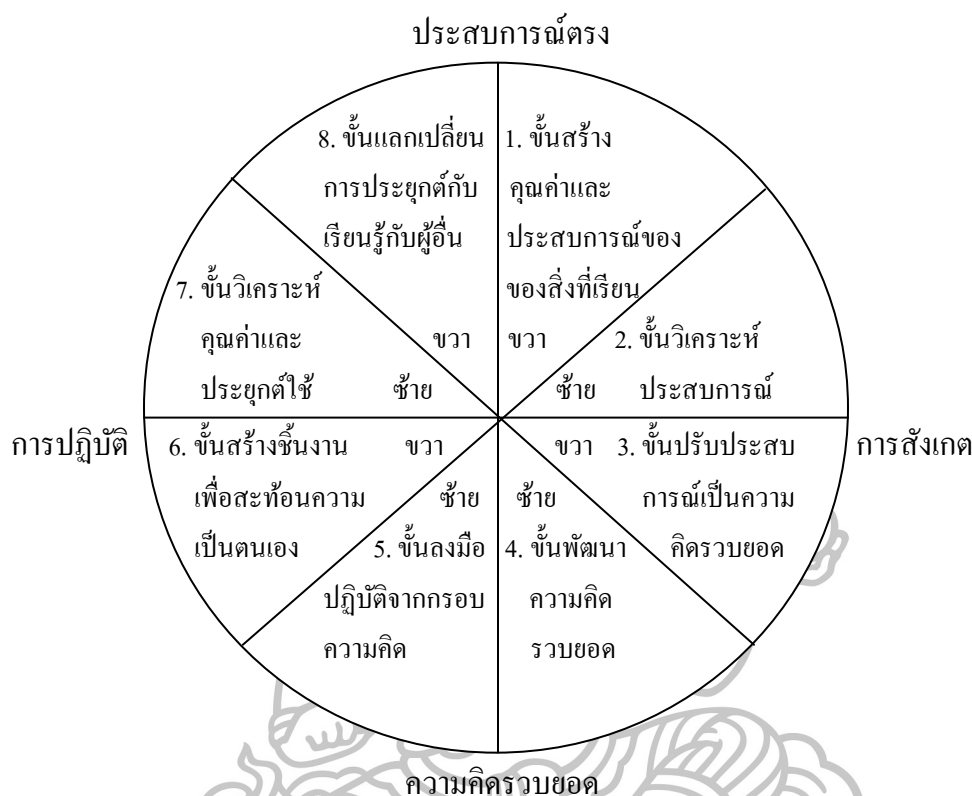 ประสบการณ์ตรง
8. ขั้นแลกเปลี่ยน
การประยุกต์กับ
เรียนรู้กับผู้อื่น
ขวา
1. ขั้นสร้าง
คุณค่าและ
ประสบการณ์ของ
ของสิ่งที่เรียน
ขวา
7. ขั้นวิเคราะห์
คุณค่าและ
ประยุกต์ใช้
ซ้าย
2. ขั้นวิเคราะห์
ประสบการณ์
ซ้าย
การปฏิบัติ
การสังเกต
6. ขั้นสร้างชิ้นงาน
เพื่อสะท้อนความ
เป็นตนเอง
ขวา
3. ขั้นปรับประสบ
การณ์เป็นความ
คิดรวบยอด
ขวา
ซ้าย
5. ขั้นลงมือ
ปฏิบัติจากกรอบ
ความคิด
ซ้าย
4. ขั้นพัฒนา
ความคิด
รวบยอด
ความคิดรวบยอด